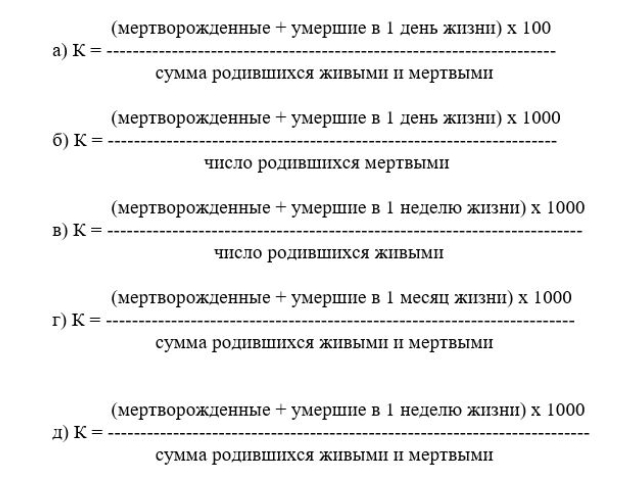 (мертворожденные + умершие в 1 день жизни) х 100
а) К = ---------------------------------------------------------------------
сумма родившихся живыми и мертвыми
(мертворожденные + умершие в 1 день жизни) х 1000
б) К = ---------------------------------------------------------------------
число родившихся мертвыми
(мертворожденные + умершие в 1 неделю жизни) х 1000
в) К = -------------------------------------------------------------------------
число родившихся живыми
(мертворожденные + умершие в 1 месяц жизни) х 1000
г) К = ------------------------------------------------------------------------
сумма родившихся живыми и мертвыми
(мертворожденные + умершие в 1 неделю жизни) х 1000
д) К = --------------------------------------------------------------------------
сумма родившихся живыми и мертвыми